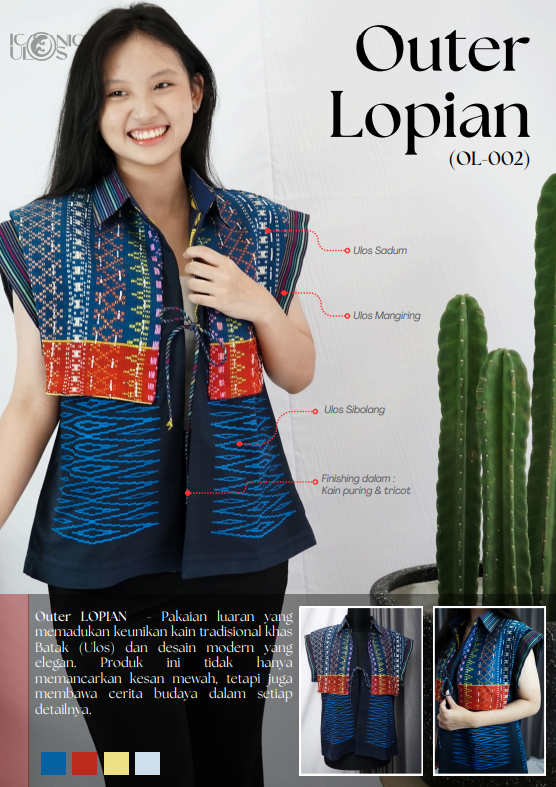 ICONIC
ULOS
Outer
Lopian
(OL-002)
Ulos Sadum
Ulos Mangiring
Ulos Sibolang
Finishing dalam :
Kain puring & tricot
Outer LOPIAN - Pakaian luaran yang
memadukan keunikan kain tradisional khas
Batak (Ulos) dan desain modern yang
elegan. Produk ini tidak hanya
memancarkan kesan mewah, tetapi juga
membawa cerita budaya dalam setiap
detailnya.